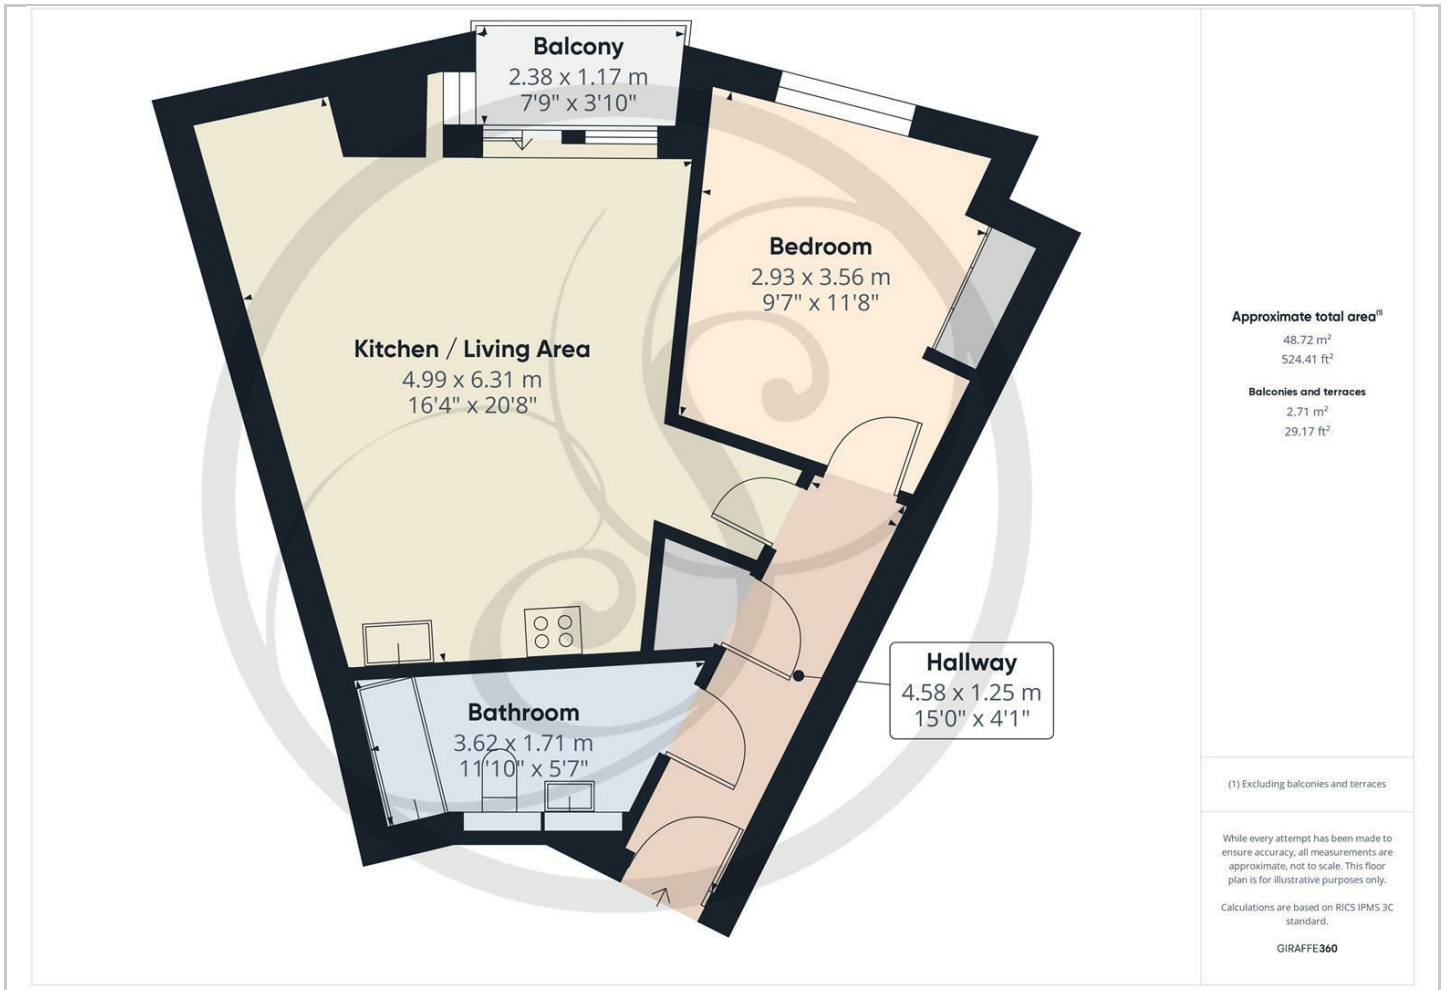 Balcony
2.38 x 1.17 m
7'9" x 3'10"
Bedroom
2.93 x 3.56 m
9'7" x 11'8"
Kitchen / Living Area
4.99 x 6.31 m
16'4" x 20'8"
Hallway
4.58 x 1.25 m
15'0" x 4'1"
Bathroom
3.62 x 1.71 m
11'10" x 5'7"
Approximate total area(1)
48.72 m²
524.41 ft²
Balconies and terraces
2.71 m²
29.17 ft²
(1) Excluding balconies and terraces
While every attempt has been made to
ensure accuracy, all measurements are
approximate, not to scale. This floor
plan is for illustrative purposes only.
Calculations are based on RICS IPMS 3C
standard.
GIRAFFE360